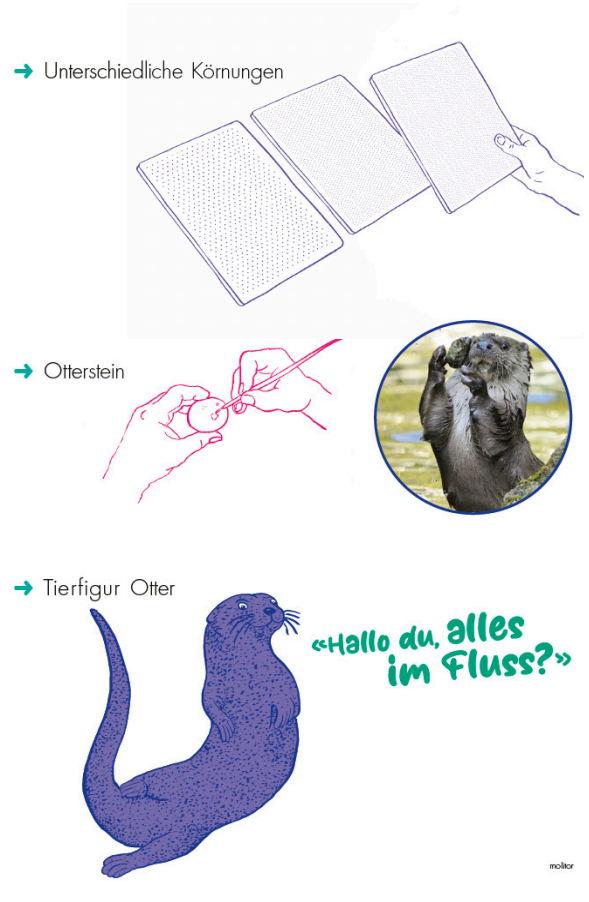 → Unterschiedliche Körnungen
→ Otterstein
→ Tierfigur Otter
«Hallo du, alles
im Fluss?»
molitor